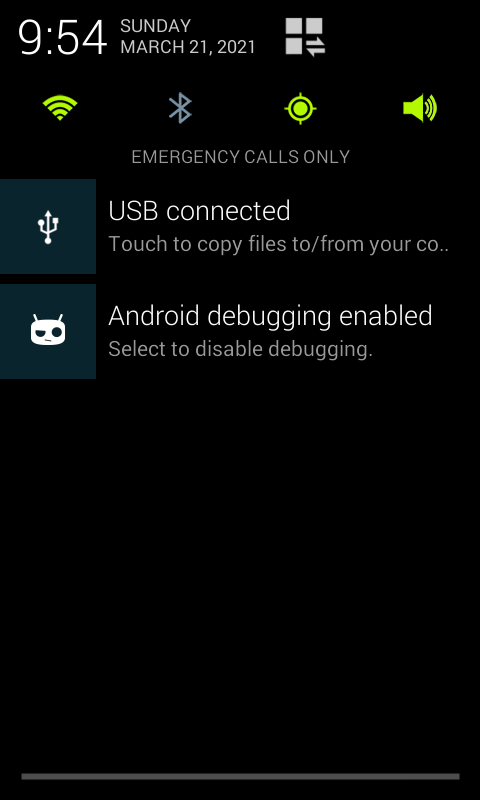 9:54
SUNDAY
MARCH 21, 2021
EMERGENCY CALLS ONLY
USB connected
Touch to copy files to/from your co..
Android debugging enabled
Select to disable debugging.